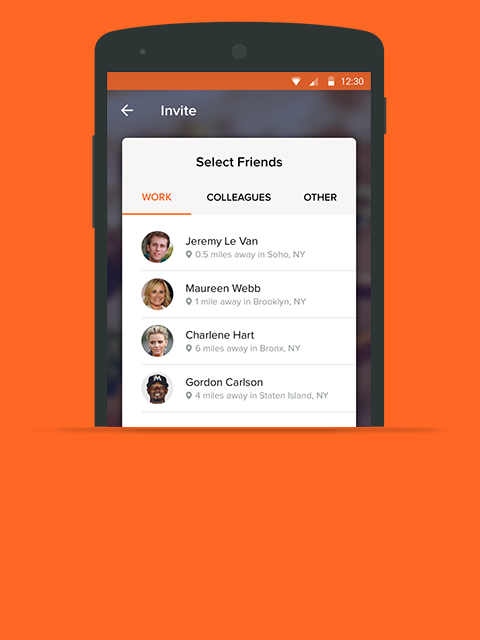 12:30
Invite
Select Friends
WORK COLLEAGUES OTHER
Jeremy Le Van
0.5 miles away in Soho, NY
Maureen Webb
1 mile away in Brooklyn, NY
Charlene Hart
6 miles away in Bronx, NY
Gordon Carlson
4 miles away in Staten Island, NY